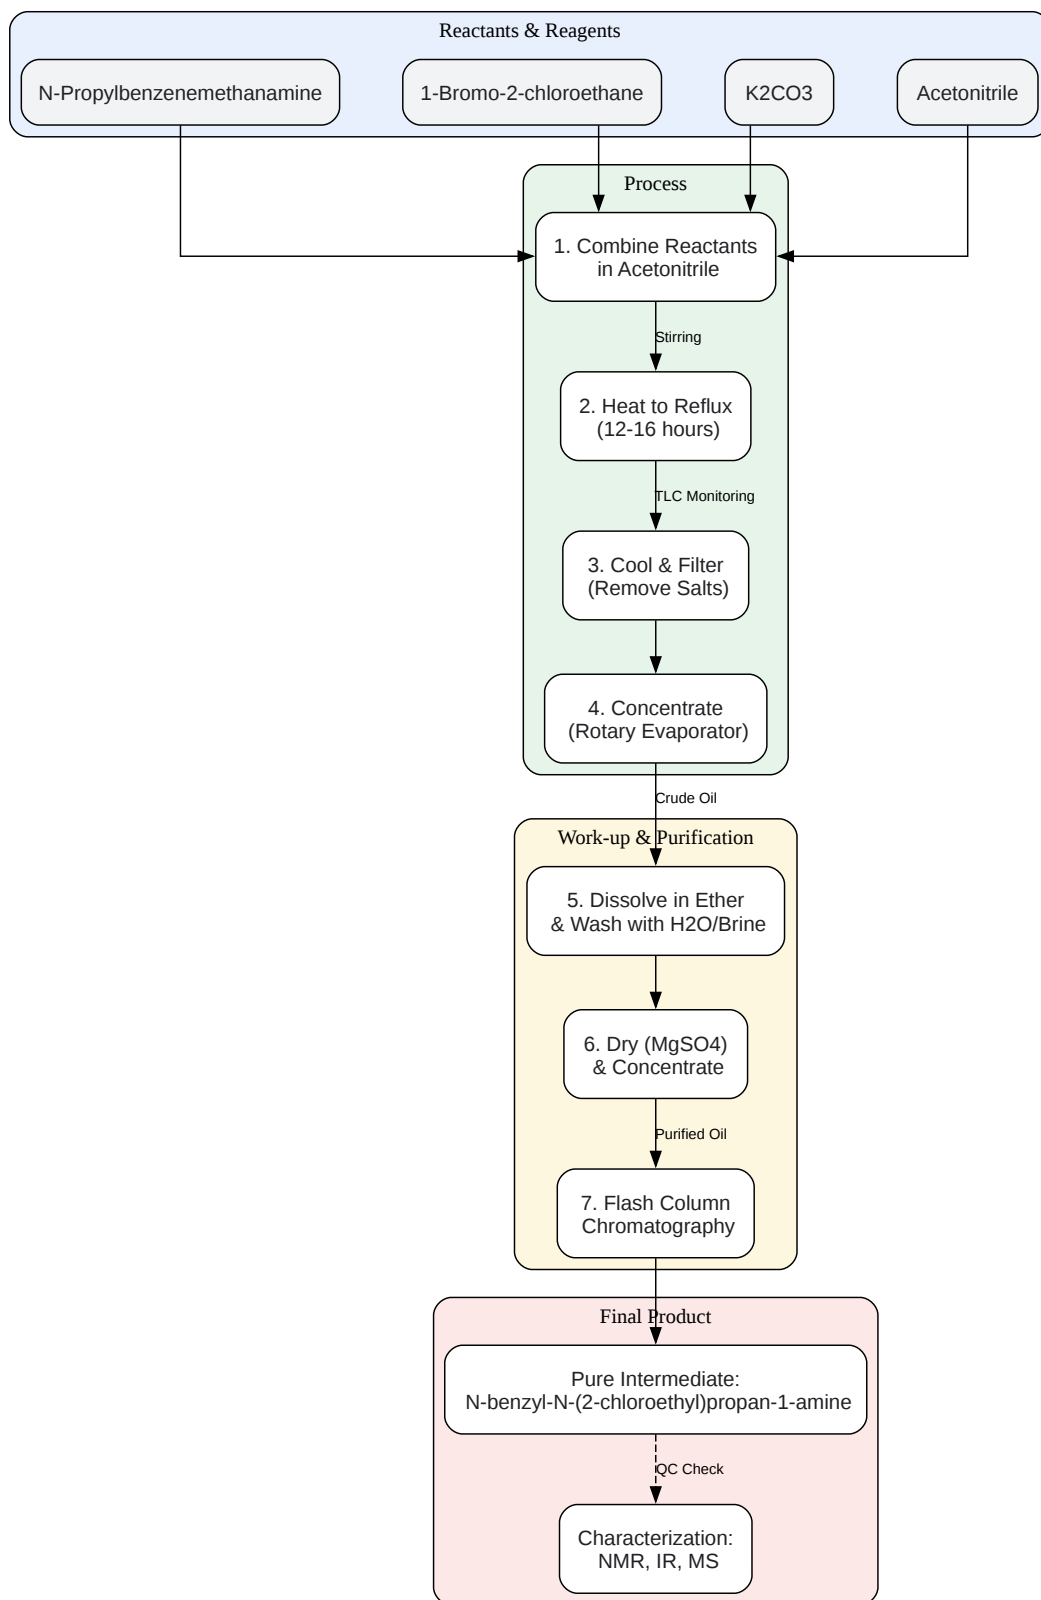 Reactants & Reagents
N-Propylbenzenemethanamine
1-Bromo-2-chloroethane
K2CO3
Acetonitrile
Process
1. Combine Reactants
in Acetonitrile
Stirring
2. Heat to Reflux
(12-16 hours)
TLC Monitoring
3. Cool & Filter
(Remove Salts)
4. Concentrate
(Rotary Evaporator)
Crude Oil
Work-up & Purification
5. Dissolve in Ether
& Wash with H2O/Brine
6. Dry (MgSO4)
& Concentrate
Purified Oil
7. Flash Column
Chromatography
Final Product
Pure Intermediate:
N-benzyl-N-(2-chloroethyl)propan-1-amine
QC Check
Characterization:
NMR, IR, MS